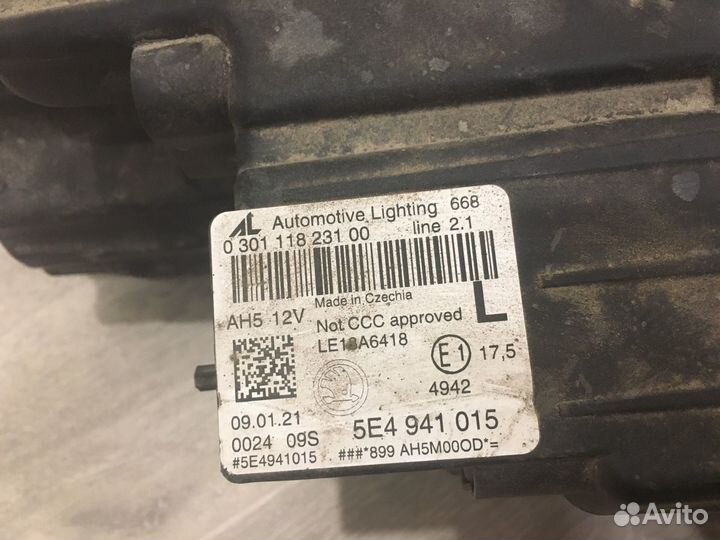 AL Automotive Lighting 668
0 301 118 231 00 line 2.1
Made in Czechia
AH5 12V Not CCC approved L
LE13A6418
E1 17,5
4942
09.01.21
0024 09S 5E4 941 015
#5E4941015 ###*899 AH5M00OD*=
Avito